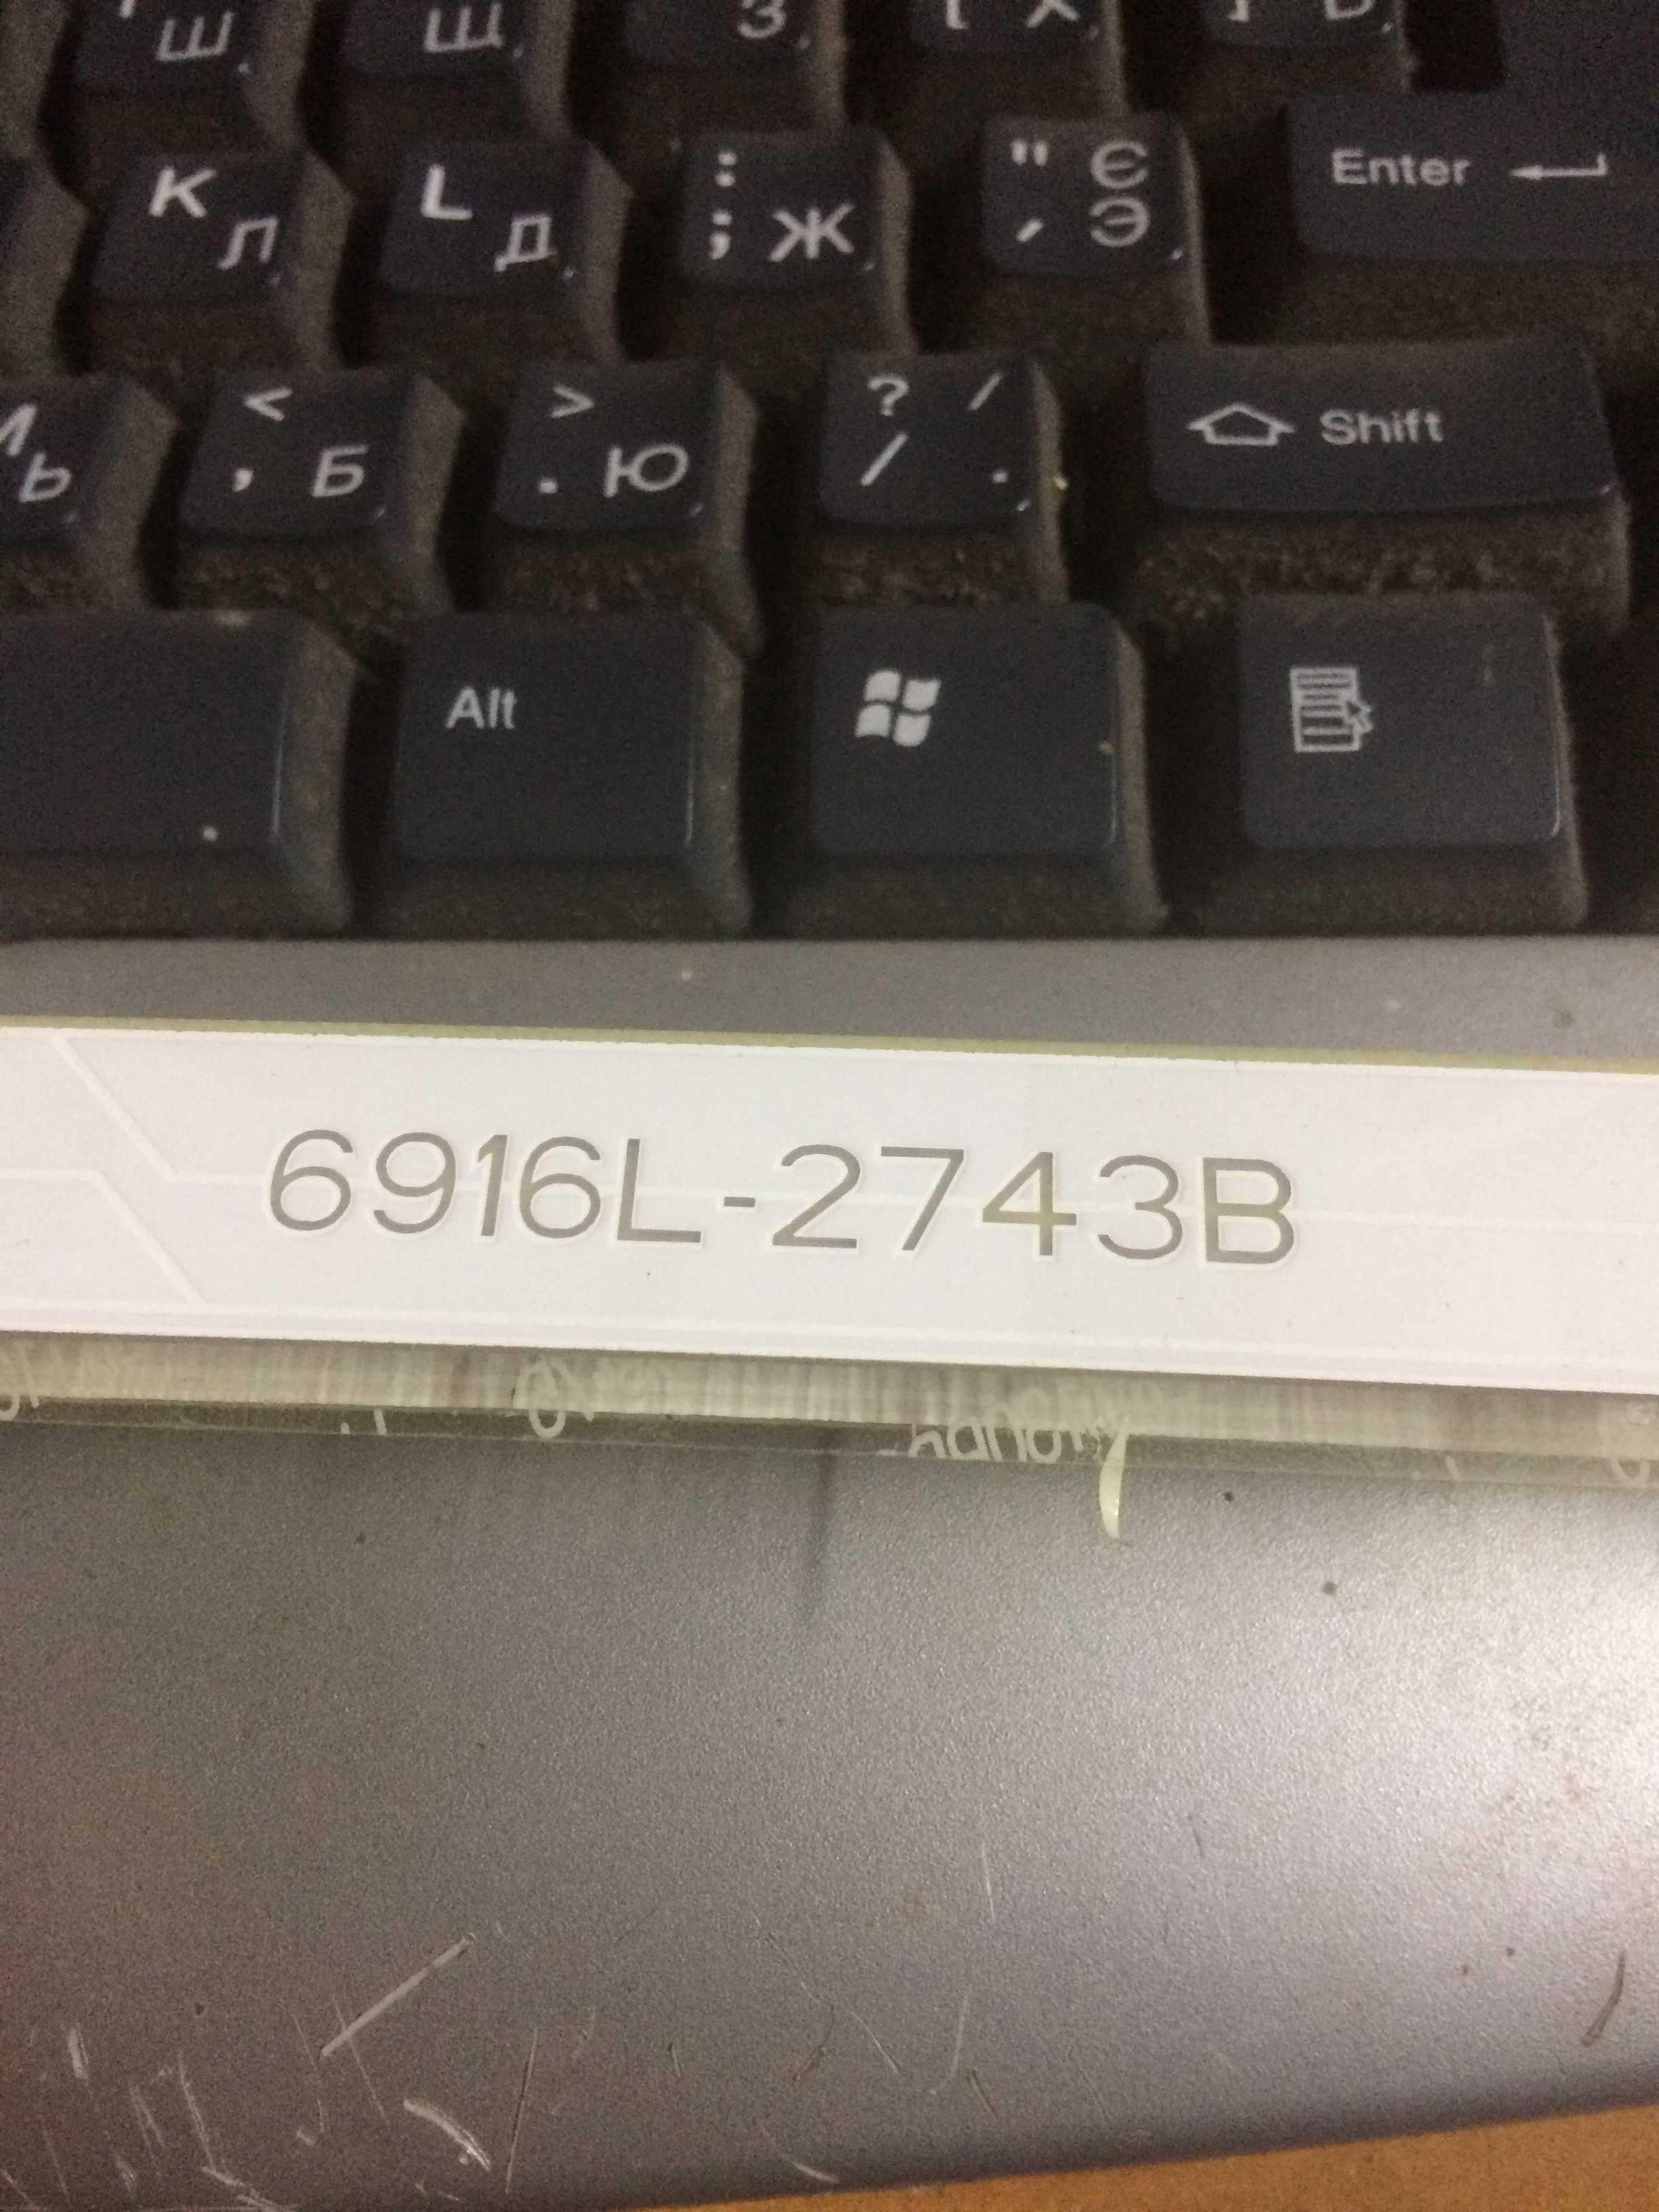 Ш Щ З [ Х ] Ъ
K Л L Д : ; Ж " ' Є Э Enter
Ь < , Б > . Ю ? / / . Shift
Alt
6916L-2743B